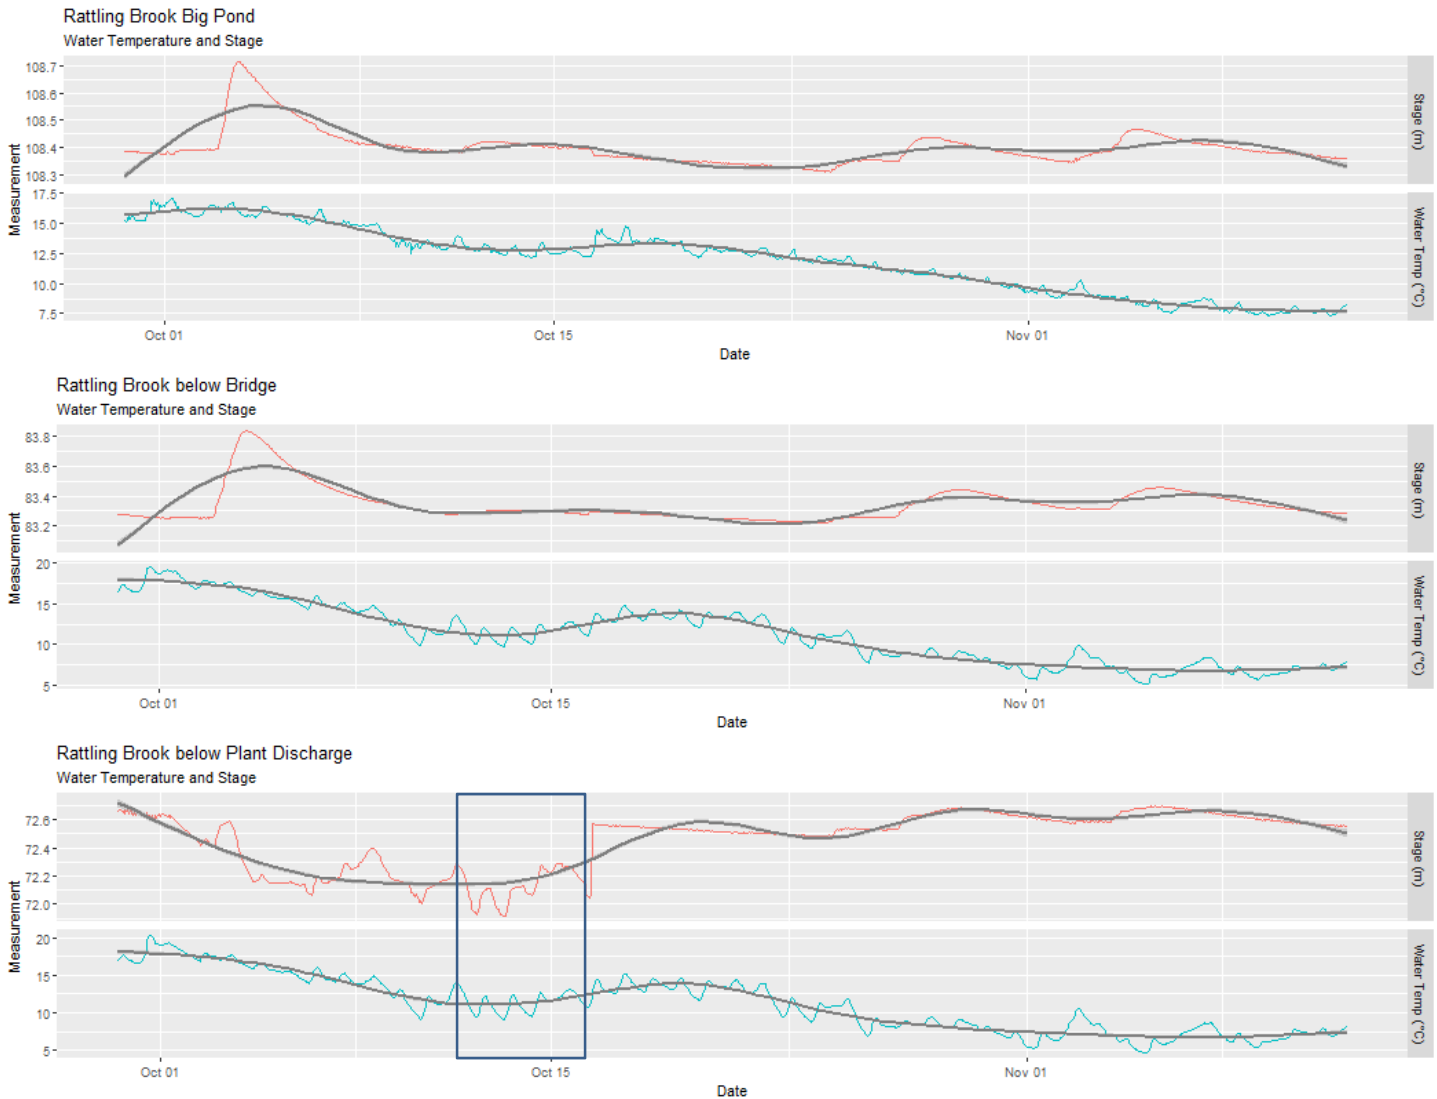 Rattling Brook Big Pond
Water Temperature and Stage
108.7
108.6
108.5
108.4
108.3
Stage (m)
17.5
15.0
12.5
10.0
7.5
Water Temp (°C)
Measurement
Oct 01
Oct 15
Nov 01
Date
Rattling Brook below Bridge
Water Temperature and Stage
83.8
83.6
83.4
83.2
Stage (m)
20
15
10
5
Water Temp (°C)
Measurement
Oct 01
Oct 15
Nov 01
Date
Rattling Brook below Plant Discharge
Water Temperature and Stage
72.6
72.4
72.2
72.0
Stage (m)
20
15
10
5
Water Temp (°C)
Measurement
Oct 01
Oct 15
Nov 01
Date